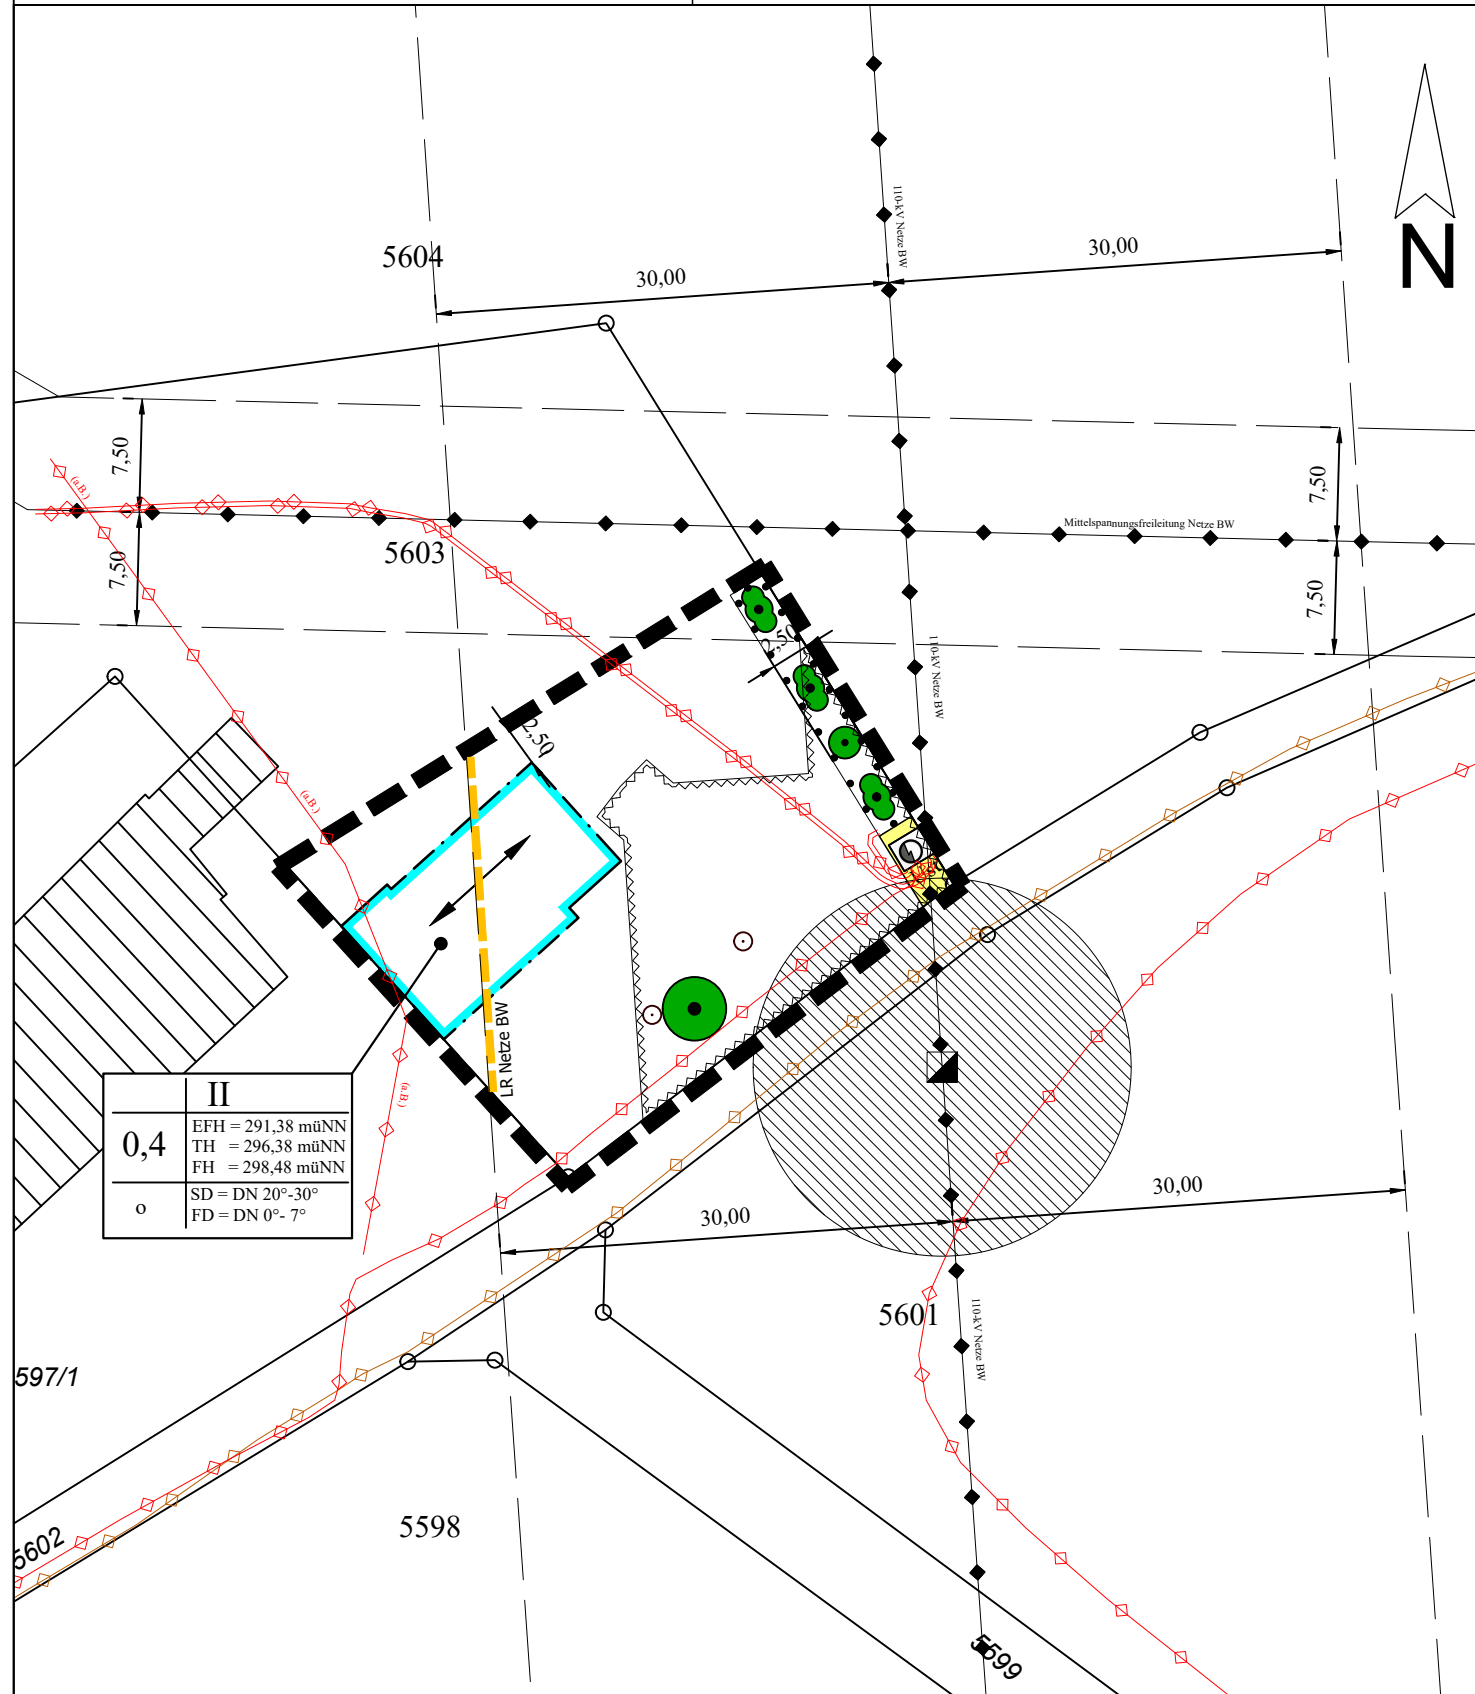 110-kV Netze BW
5604
30,00
30,00
N
7,50
7,50
(a.B.)
Mittelspannungsfreileitung Netze BW
5603
7,50
7,50
2,50
110-kV Netze BW
2,50
(a.B.)
LR Netze BW
(a.B.)
II
0,4
EFH = 291,38 müNN
TH = 296,38 müNN
FH = 298,48 müNN
o
SD = DN 20°-30°
FD = DN 0°- 7°
30,00
30,00
5601
110-kV Netze BW
597/1
5598
5602
5599